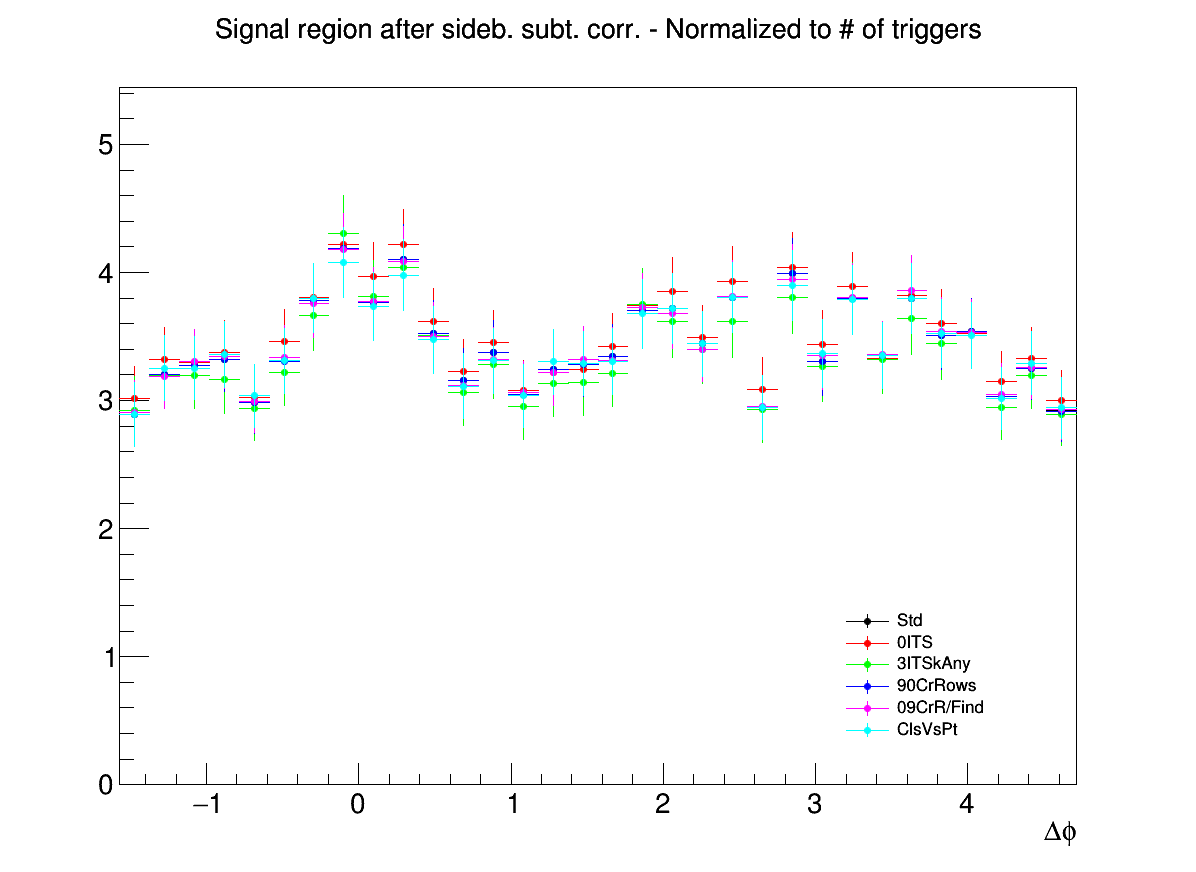 Signal region after sideb. subt. corr. - Normalized to # of triggers
5
4
3
2
1
0
−1 0 1 2 3 4
Δϕ
Std
0ITS
3ITSkAny
90CrRows
09CrR/Find
ClsVsPt